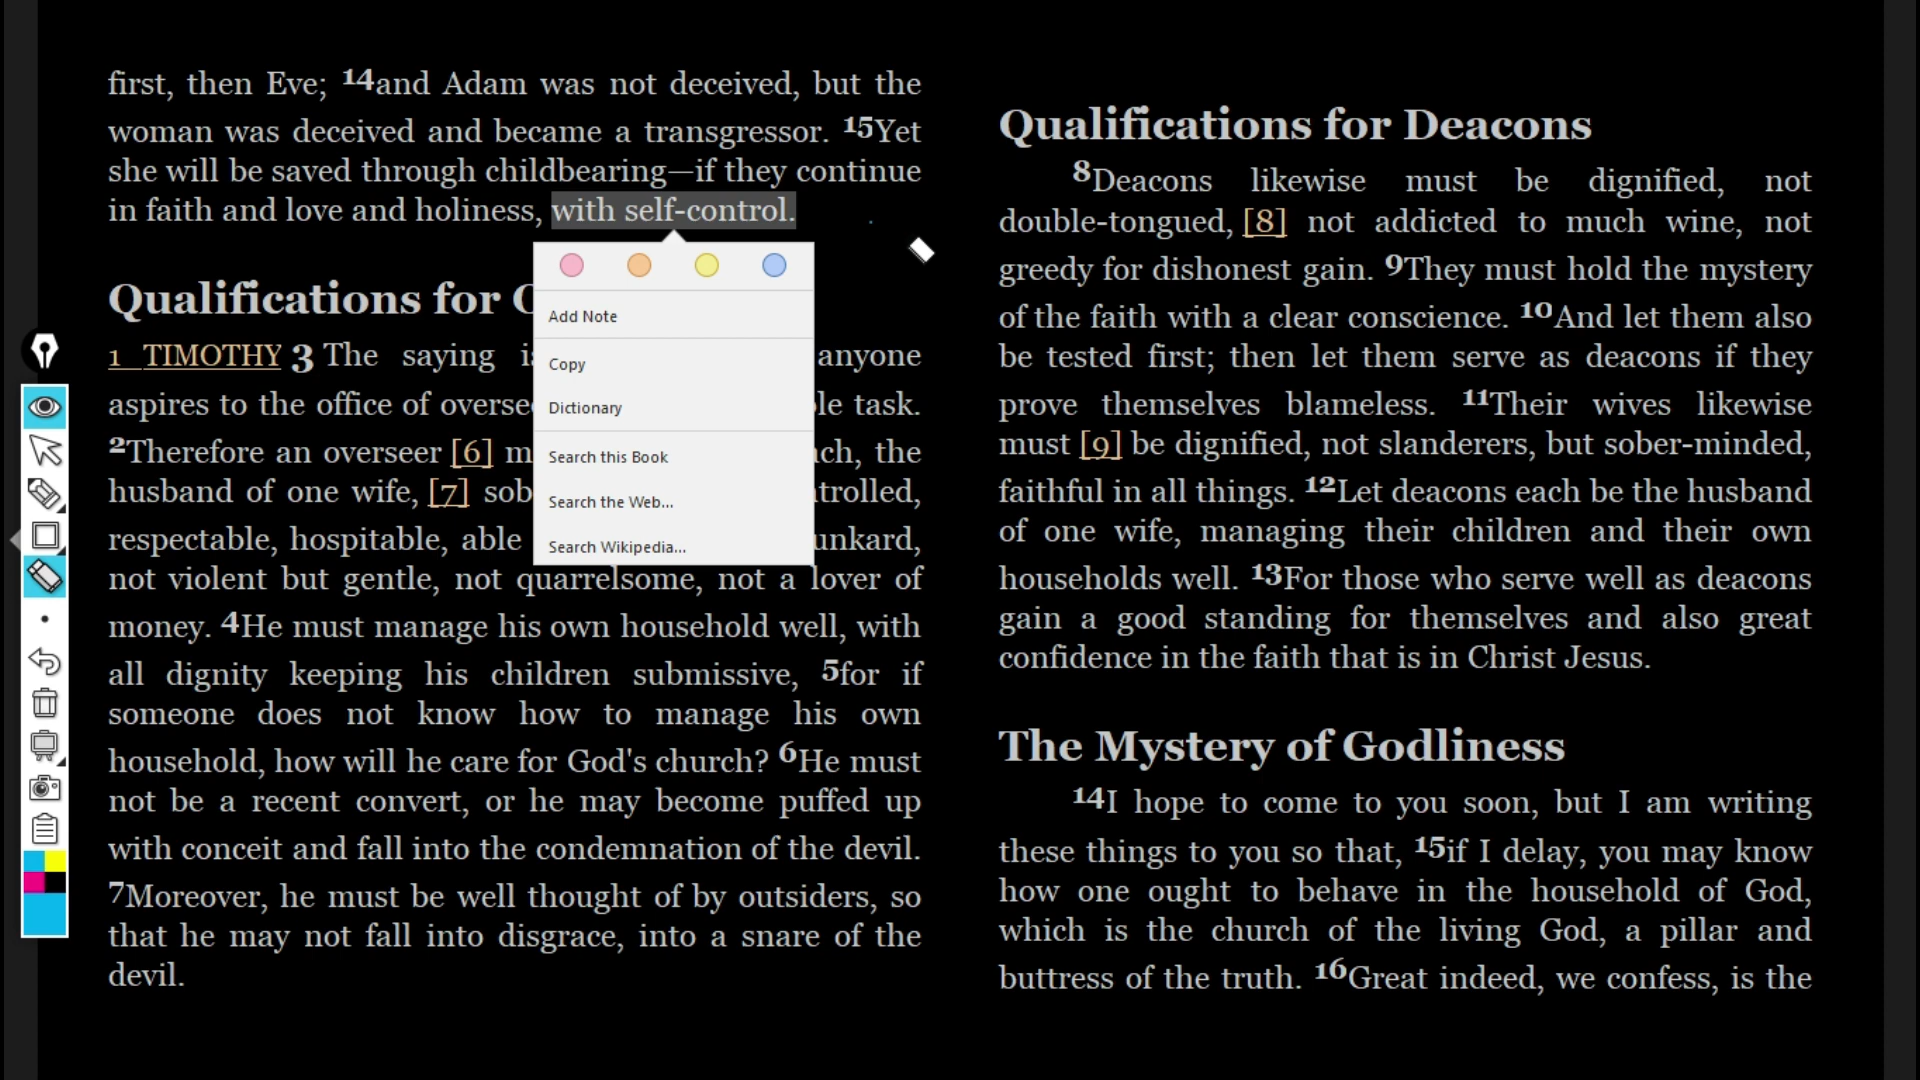 first, then Eve; 14and Adam was not deceived, but the
woman was deceived and became a transgressor. 15Yet
she will be saved through childbearing—if they continue
in faith and love and holiness, with self-control.
Qualifications for
1 TIMOTHY 3 The saying anyone
aspires to the office of task.
2Therefore an overseer [6] the
husband of one wife, [7]
respectable, hospitable, able
not violent but gentle, not quarrelsome, not a lover of
money. 4He must manage his own household well, with
all dignity keeping his children submissive, 5for if
someone does not know how to manage his own
household, how will he care for God's church? 6He must
not be a recent convert, or he may become puffed up
with conceit and fall into the condemnation of the devil.
7Moreover, he must be well thought of by outsiders, so
that he may not fall into disgrace, into a snare of the
devil.
Add Note
Copy
Dictionary
Search this Book
Search the Web...
Search Wikipedia...
Qualifications for Deacons
8Deacons likewise must be dignified, not
double-tongued, [8] not addicted to much wine, not
greedy for dishonest gain. 9They must hold the mystery
of the faith with a clear conscience. 10And let them also
be tested first; then let them serve as deacons if they
prove themselves blameless. 11Their wives likewise
must [9] be dignified, not slanderers, but sober-minded,
faithful in all things. 12Let deacons each be the husband
of one wife, managing their children and their own
households well. 13For those who serve well as deacons
gain a good standing for themselves and also great
confidence in the faith that is in Christ Jesus.
The Mystery of Godliness
14I hope to come to you soon, but I am writing
these things to you so that, 15if I delay, you may know
how one ought to behave in the household of God,
which is the church of the living God, a pillar and
buttress of the truth. 16Great indeed, we confess, is the